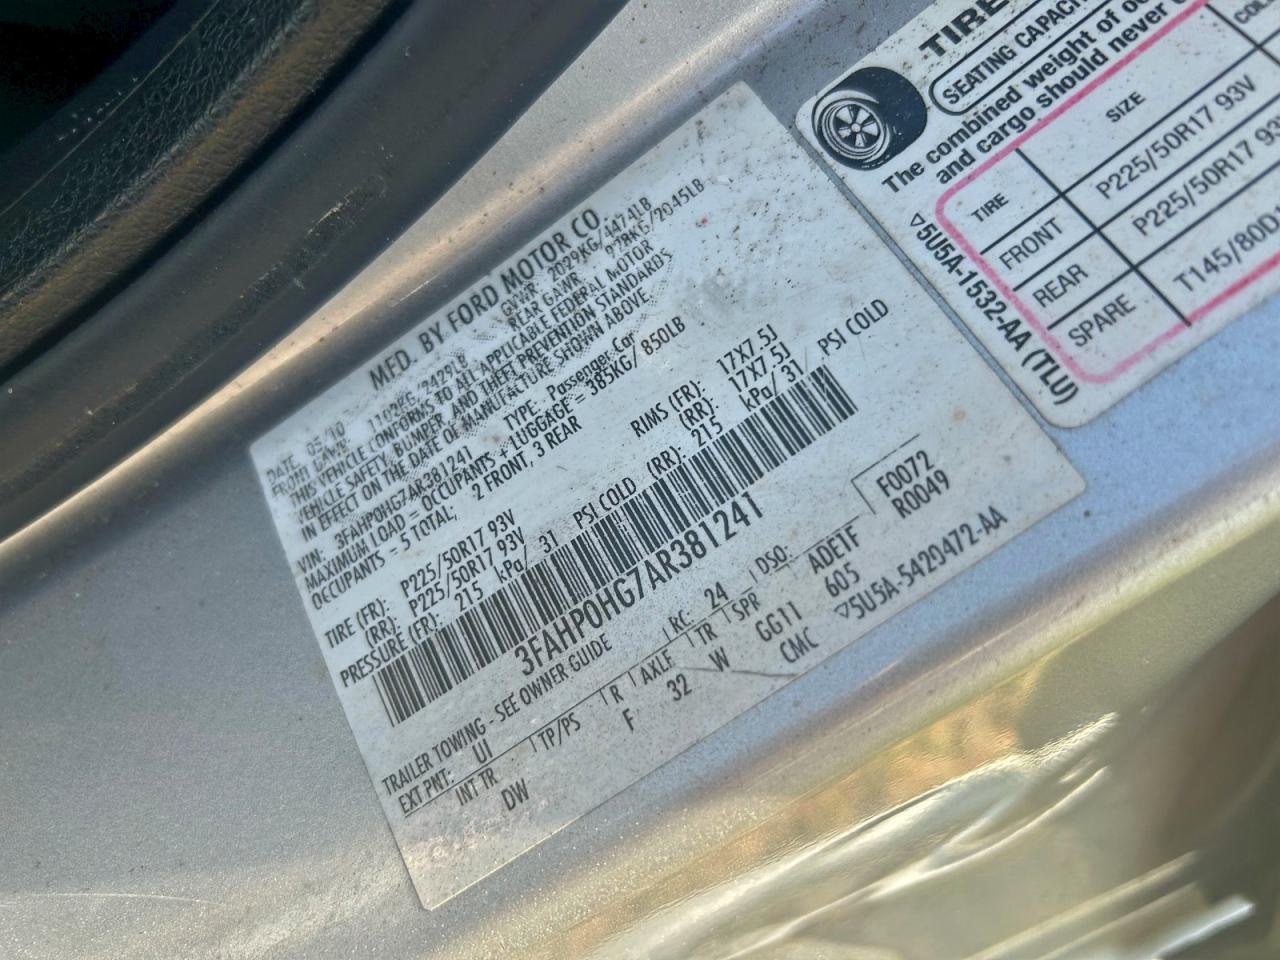 MFD. BY FORD MOTOR CO.
DATE: 05/10 GVWR: 2029KG/4474LB
FRONT GAWR: REAR GAWR: 928KG/2045LB
THIS VEHICLE CONFORMS TO ALL APPLICABLE FEDERAL MOTOR
VEHICLE SAFETY, BUMPER, AND THEFT PREVENTION STANDARDS
IN EFFECT ON THE DATE OF MANUFACTURE SHOWN ABOVE
VIN: 3FAHP0HG7AR381241 TYPE: Passenger Car
MAXIMUM LOAD = OCCUPANTS + LUGGAGE = 385KG/ 850LB
OCCUPANTS = 5 TOTAL; 2 FRONT, 3 REAR
TIRE (FR): P225/50R17 93V RIMS (FR): 17X7.5J
(RR): P225/50R17 93V (RR): 17X7.5J
PRESSURE (FR): 215 kPa/ 31 PSI COLD (RR): 215 kPa/ 31 PSI COLD
3FAHP0HG7AR381241
TRAILER TOWING - SEE OWNER GUIDE
EXT PNT: UI RC: 24 DSO: F0072
R0049
INT TR TP/PS R AXLE TR SPR ADE1F
DW F 32 W GG11 605
CMC ▽5U5A-5420472-AA
TIRE
SEATING CAPACITY
The combined weight of
and cargo should never
TIRE SIZE
FRONT P225/50R17 93V
REAR P225/50R17
SPARE T145/80D
▽5U5A-1532-AA (TLU)